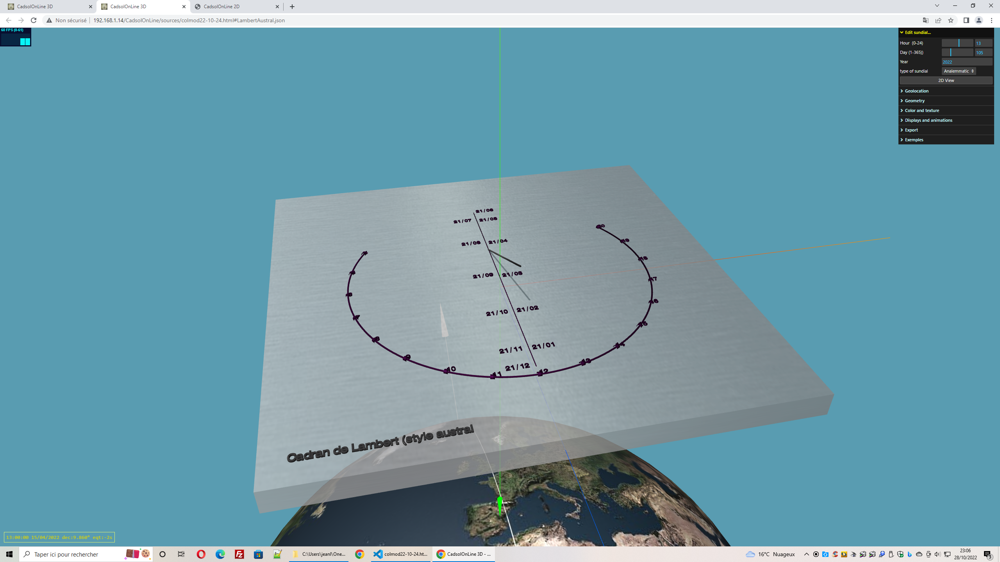 CadsolOnLine 3D
CadsolOnLine 3D
CadsolOnLine 2D
Non sécurisé
192.168.1.14/CadsolOnLine/sources/colmod22-10-24.html#LambertAustral.json
60 FPS (0-61)
Edit sundial...
Hour (0-24) 13
Day (1-365)) 105
Year 2022
type of sundial Analemmatic
2D View
Geolocation
Geometry
Color and texture
Displays and animations
Export
Exemples
21/06
21/07 21/05
21/08 21/04
21/09 21/03
21/10 21/02
21/11 21/01
21/12
20
19
18
17
16
15
14
13
12
11
10
9
8
7
Cadran de Lambert (style austral
13:00:00 15/04/2022 dec:9.860° eqt:-2s
Taper ici pour rechercher
C:\Users\jeanl\One...
colmod22-10-24.ht...
CadsolOnLine 3D - ...
16°C Nuageux
23:06
28/10/2022
3